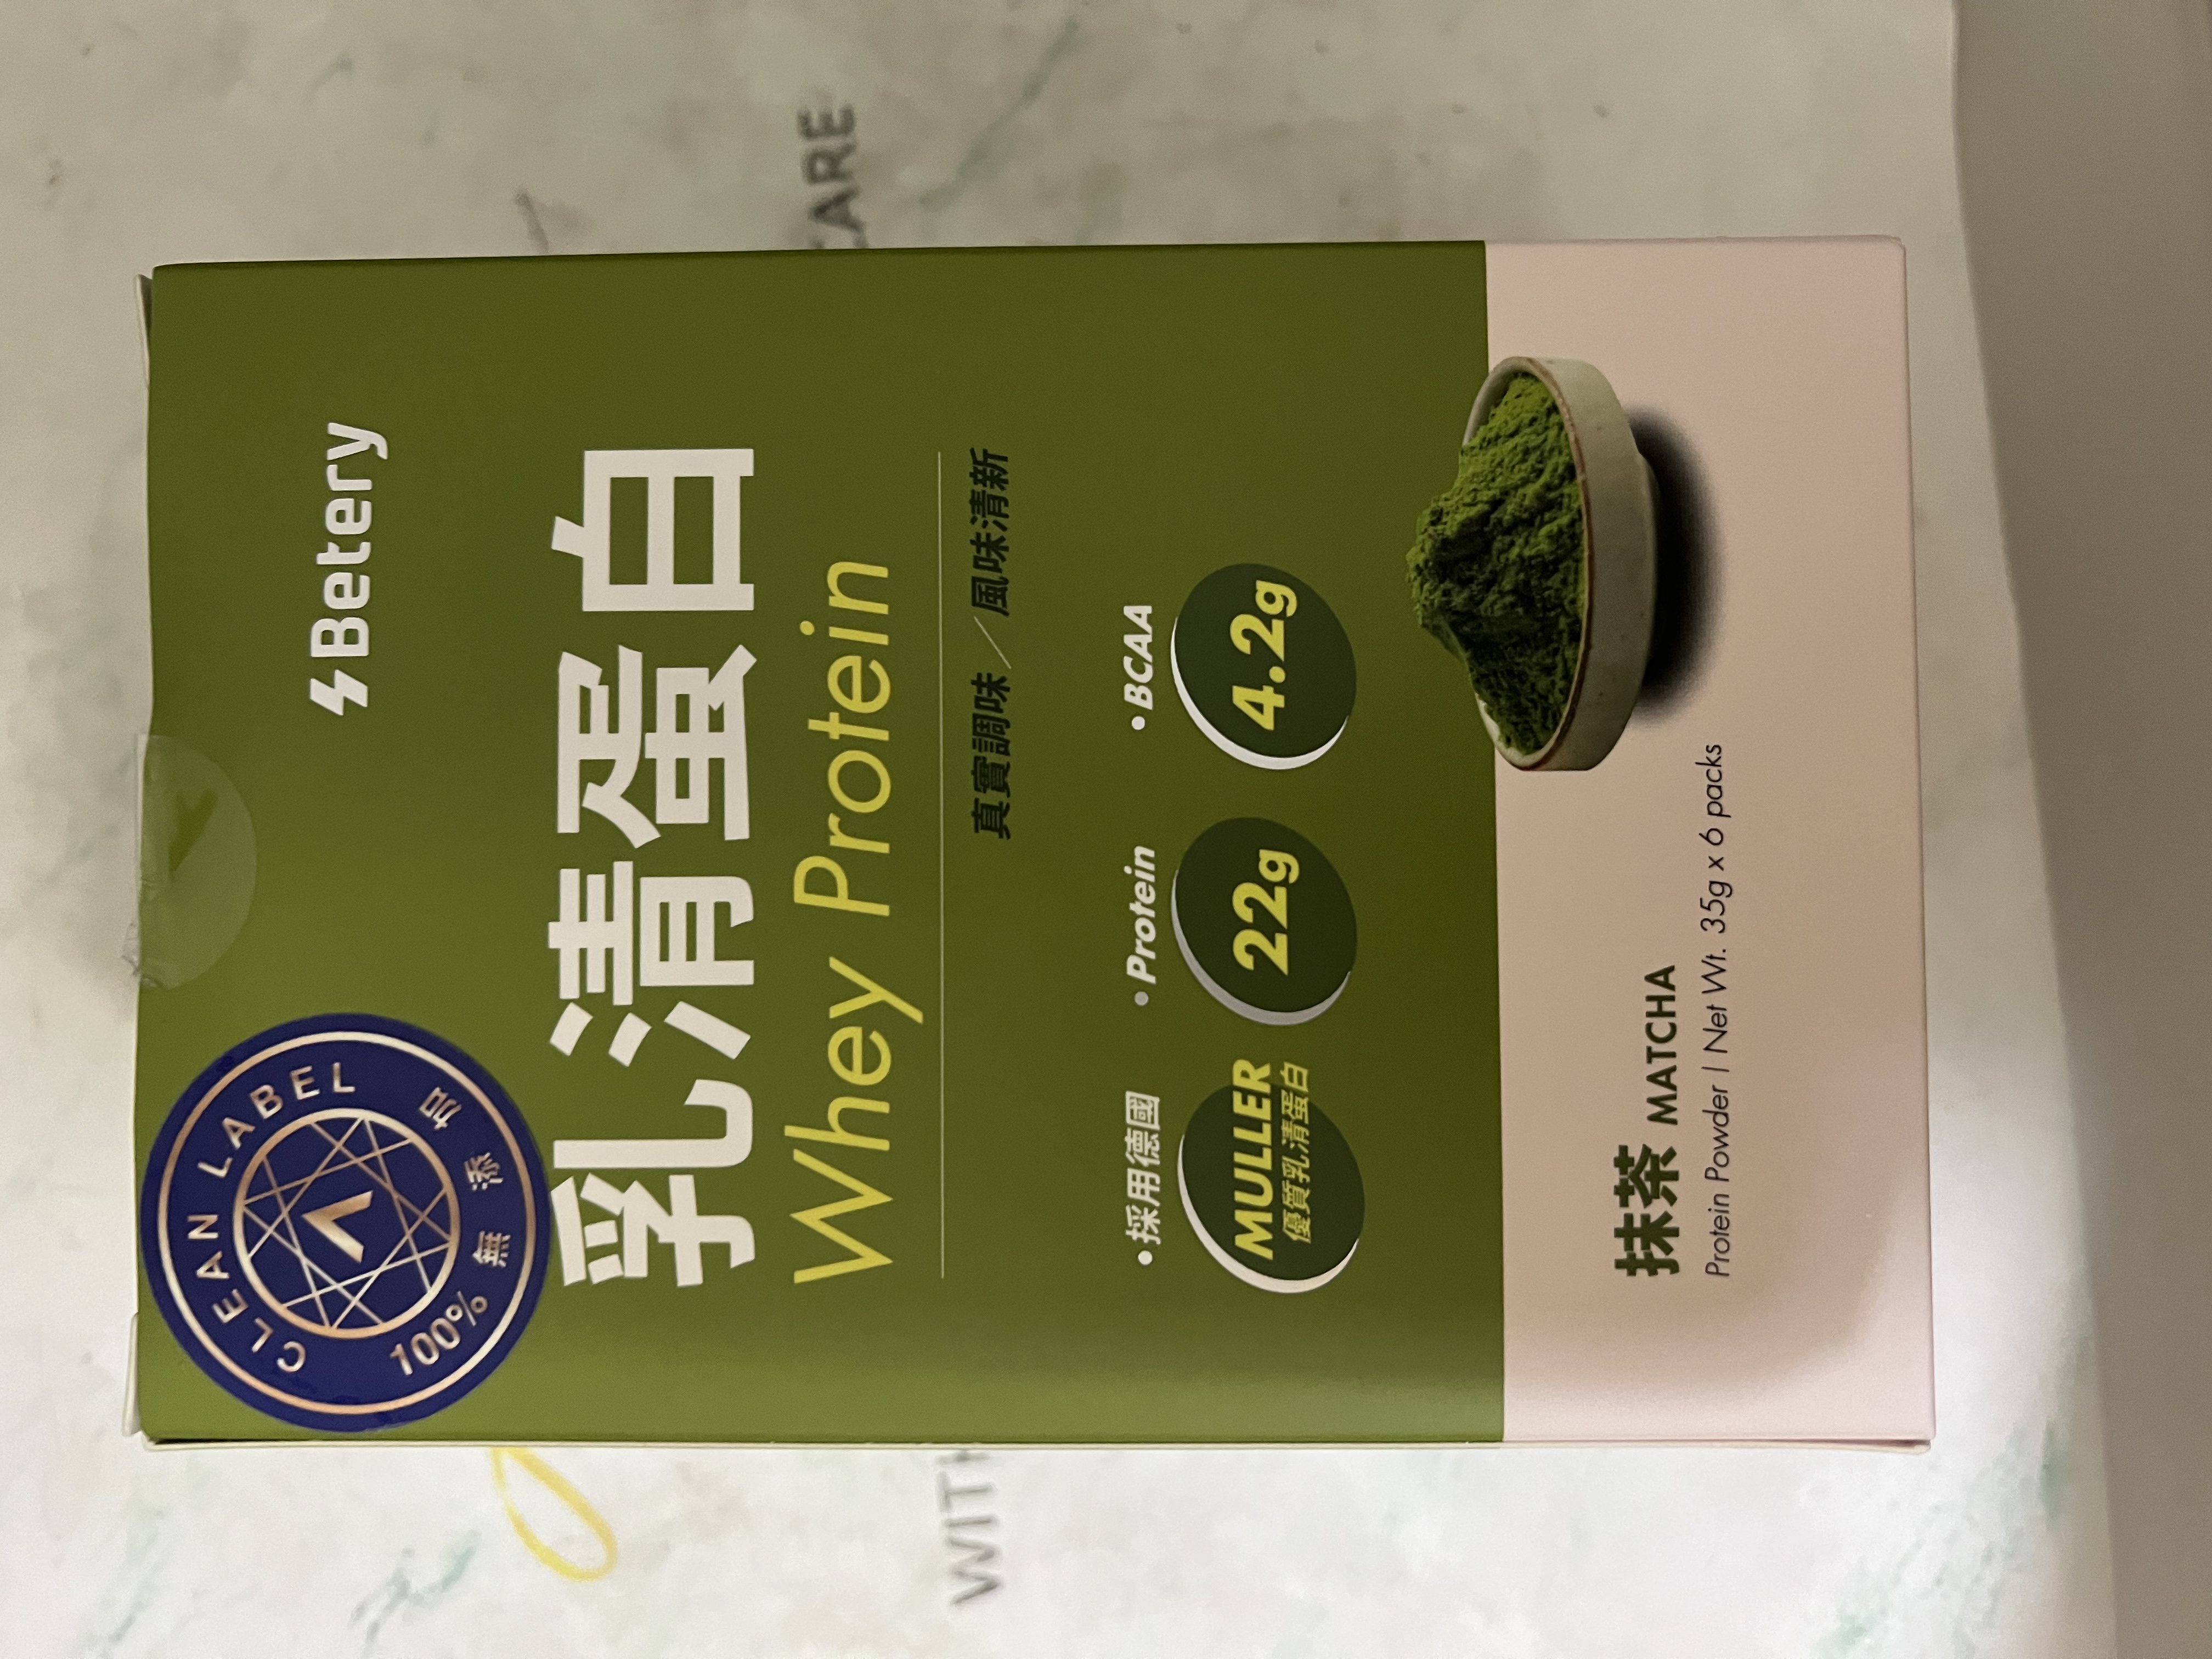 CLEAN LABEL
100% 無添加
Betery
乳清蛋白
Whey Protein
真實調味／風味清新
•採用德國
MULLER
優質乳清蛋白
•Protein
22g
•BCAA
4.2g
抹茶 MATCHA
Protein Powder | Net Wt. 35g x 6 packs
WITH
CARE